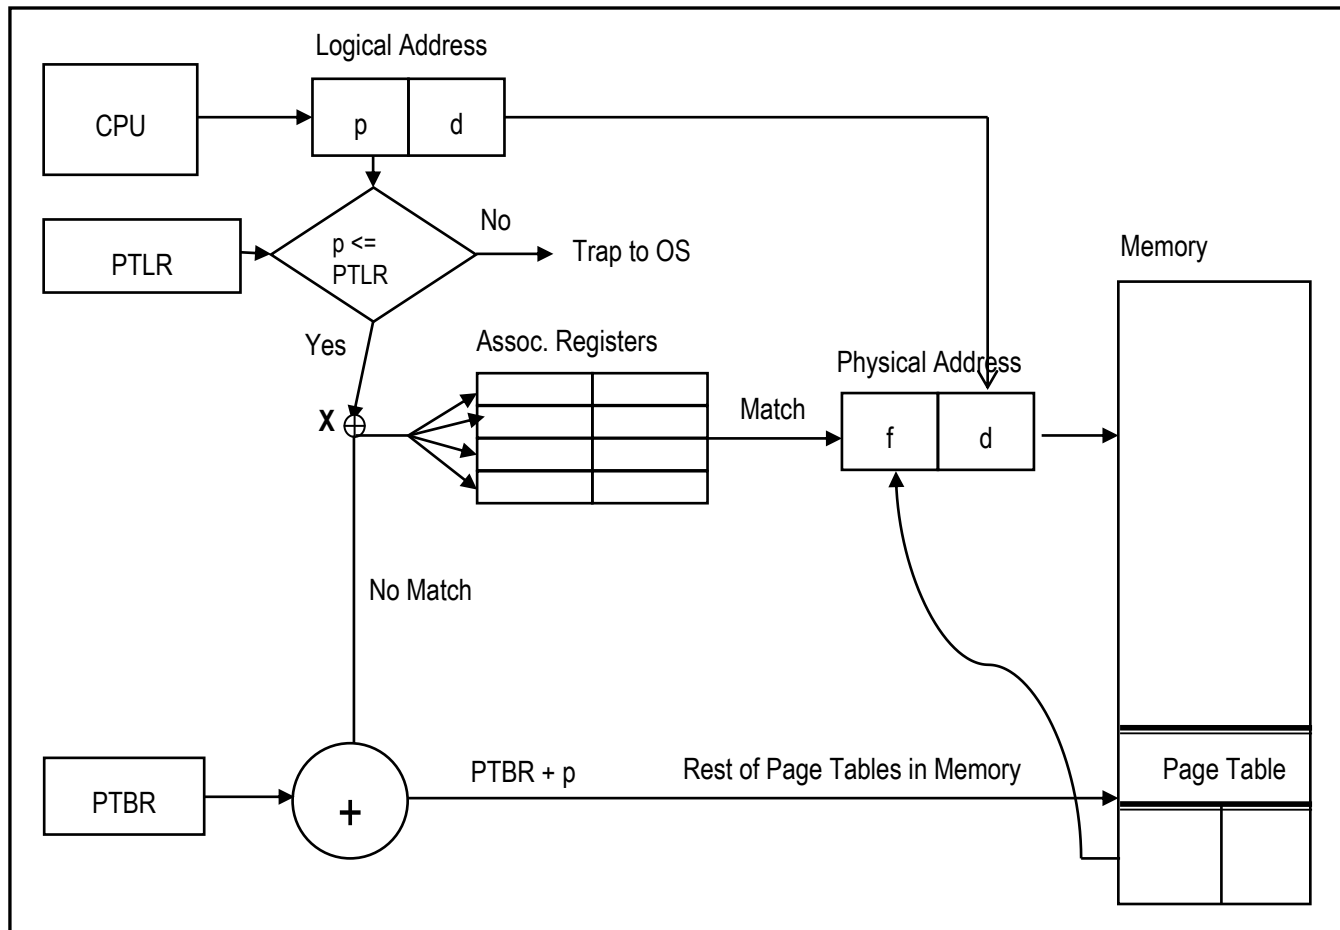 Logical Address
CPU
p
d
PTLR
p <=
PTLR
No
Trap to OS
Memory
Yes
Assoc. Registers
Physical Address
X
Match
f
d
No Match
PTBR
+
PTBR + p
Rest of Page Tables in Memory
Page Table